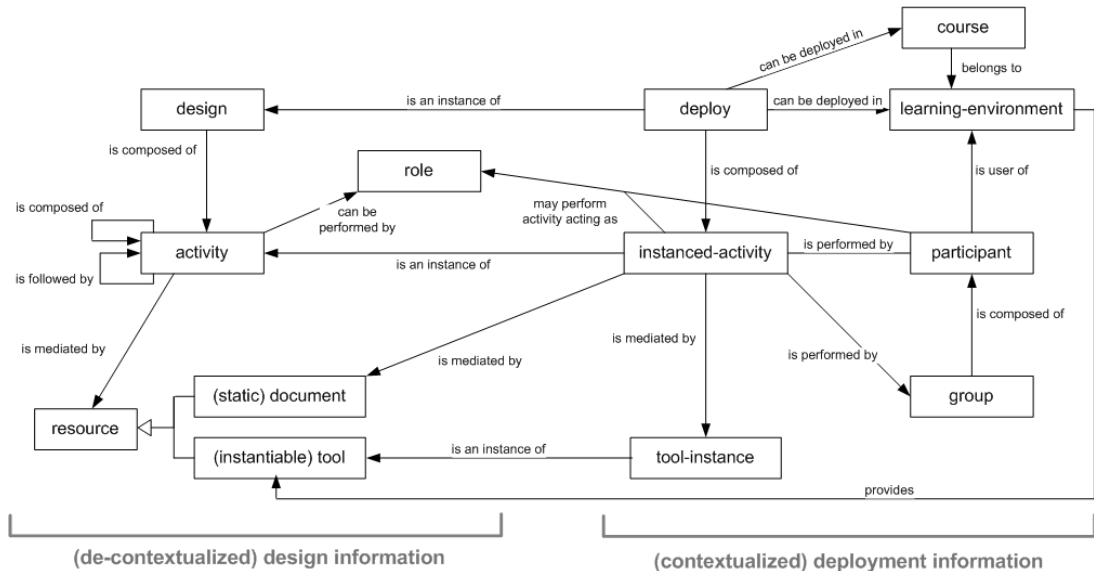 course
can be deployed in
belongs to
design
is an instance of
deploy
can be deployed in
learning-environment
is composed of
role
is composed of
is user of
is composed of
can be
performed by
may perform
activity acting as
activity
is an instance of
instanced-activity
is performed by
participant
is followed by
is mediated by
is mediated by
is mediated by
is performed by
is composed of
(static) document
group
resource
(instantiable) tool
is an instance of
tool-instance
provides
(de-contextualized) design information
(contextualized) deployment information